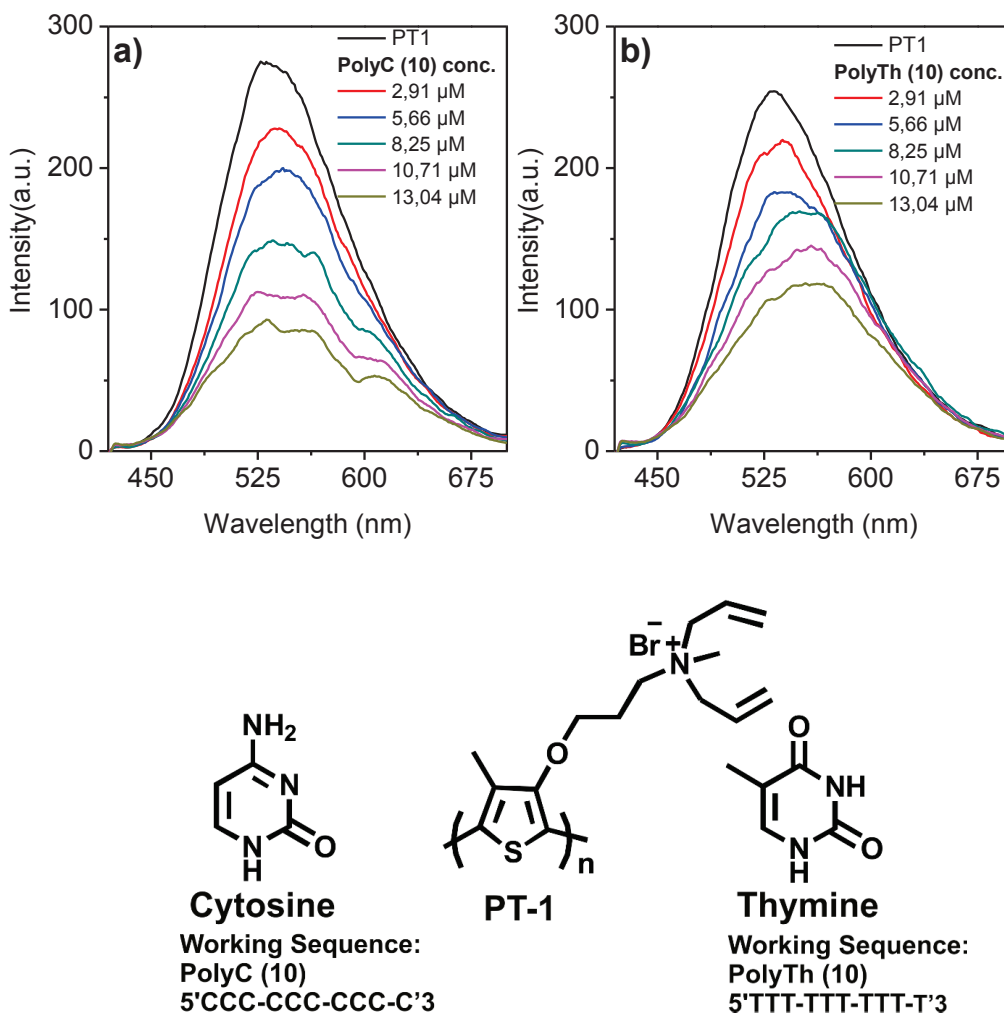 a)
PT1
PolyC (10) conc.
2,91 µM
5,66 µM
8,25 µM
10,71 µM
13,04 µM
300
200
100
0
Intensity(a.u.)
450 525 600 675
Wavelength (nm)
b)
PT1
PolyTh (10) conc.
2,91 µM
5,66 µM
8,25 µM
10,71 µM
13,04 µM
300
200
100
0
Intensity(a.u.)
450 525 600 675
Wavelength (nm)
NH2
N
N
H
O
Cytosine
Working Sequence:
PolyC (10)
5'CCC-CCC-CCC-C'3
Br−
N+
O
S
n
PT-1
O
NH
N
H
O
Thymine
Working Sequence:
PolyTh (10)
5'TTT-TTT-TTT-T'3